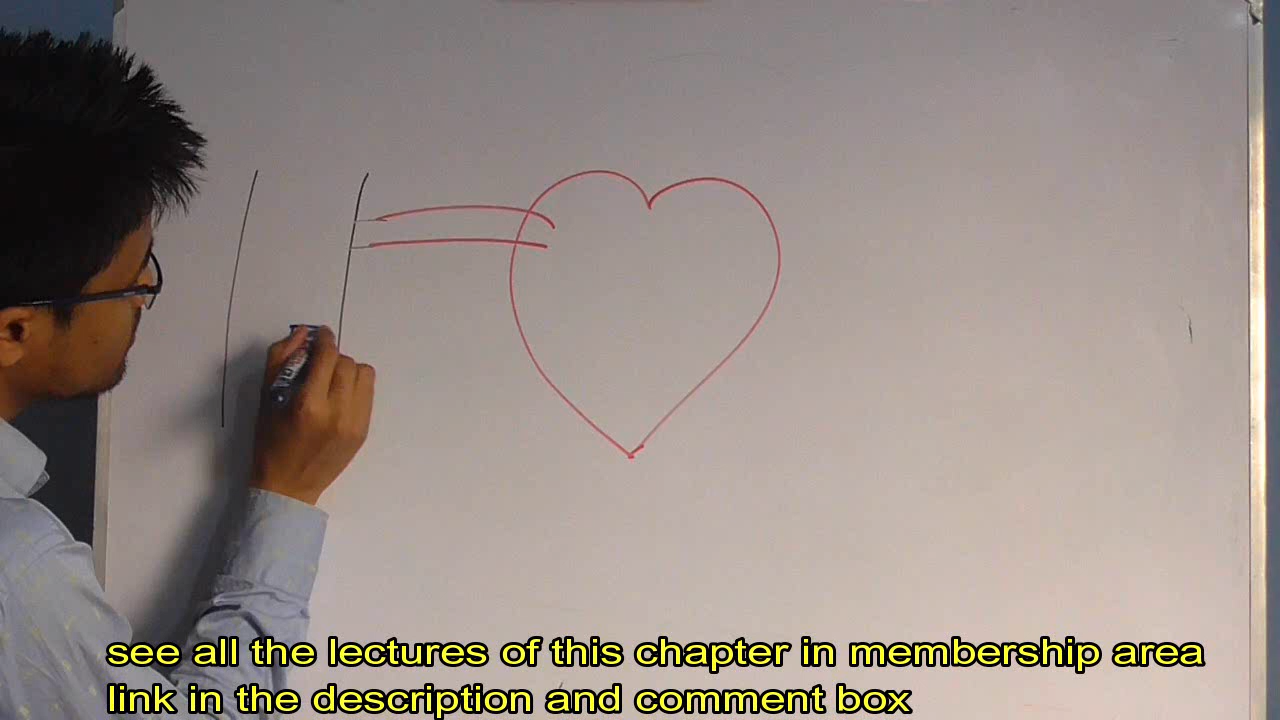 see all the lectures of this chapter in membership area
link in the description and comment box